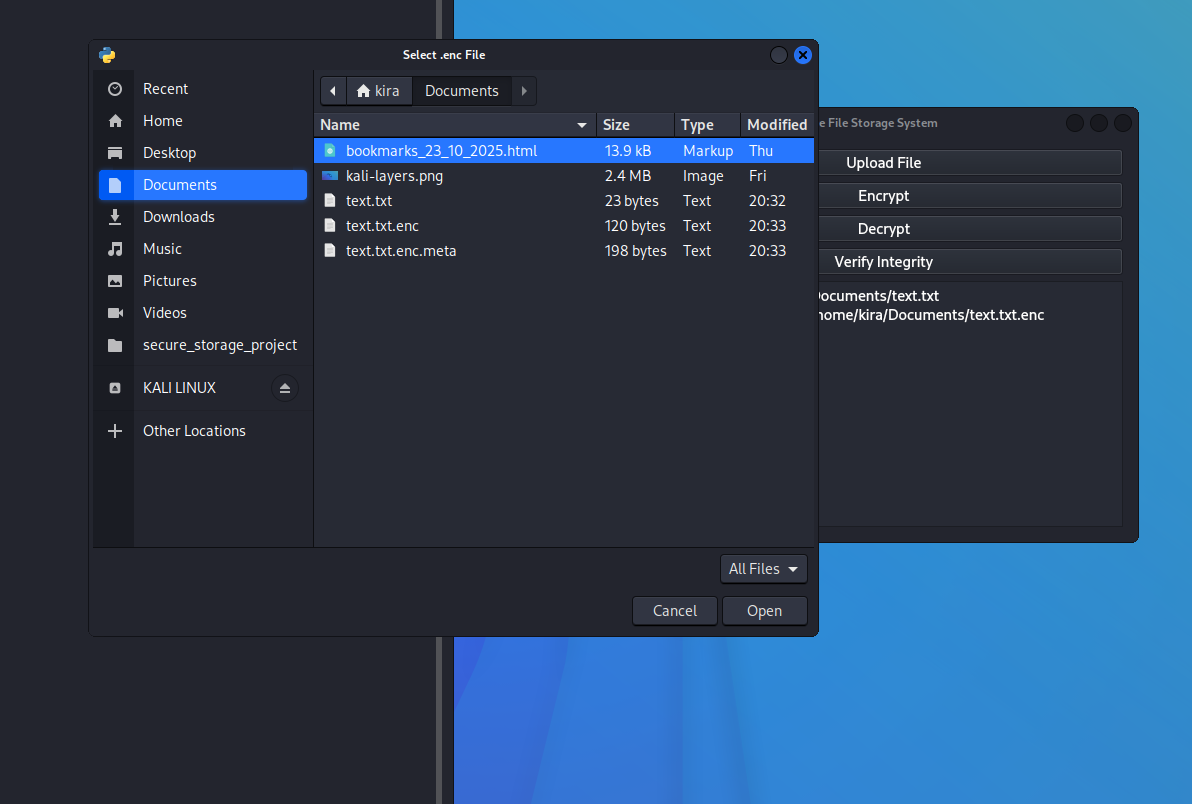 Select .enc File
Recent
Home
Desktop
Documents
Downloads
Music
Pictures
Videos
secure_storage_project
KALI LINUX
Other Locations
kira Documents
Name Size Type Modified
bookmarks_23_10_2025.html 13.9 kB Markup Thu
kali-layers.png 2.4 MB Image Fri
text.txt 23 bytes Text 20:32
text.txt.enc 120 bytes Text 20:33
text.txt.enc.meta 198 bytes Text 20:33
All Files
Cancel Open
e File Storage System
Upload File
Encrypt
Decrypt
Verify Integrity
Documents/text.txt
home/kira/Documents/text.txt.enc